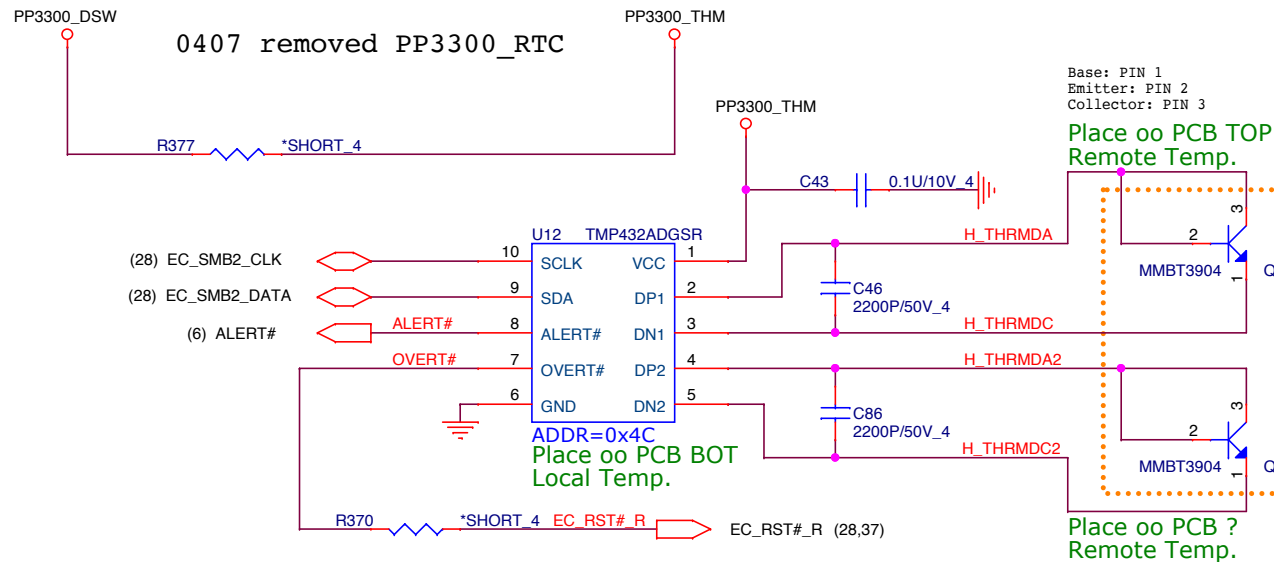 PP3300_DSW
PP3300_THM
0407 removed PP3300_RTC
Base: PIN 1
Emitter: PIN 2
Collector: PIN 3
PP3300_THM
Place oo PCB TOP
Remote Temp.
R377 *SHORT_4
C43 0.1U/10V_4
U12 TMP432ADGSR
H_THRMDA
3
2
MMBT3904 Q
1
(28) EC_SMB2_CLK 10 SCLK VCC 1
(28) EC_SMB2_DATA 9 SDA DP1 2
C46
2200P/50V_4
(6) ALERT# ALERT# 8 ALERT# DN1 3 H_THRMDC
OVERT# 7 OVERT# DP2 4 H_THRMDA2
6 GND DN2 5
C86
2200P/50V_4
3
2
MMBT3904 Q
1
ADDR=0x4C
Place oo PCB BOT
Local Temp.
H_THRMDC2
R370 *SHORT_4 EC_RST#_R EC_RST#_R (28,37)
Place oo PCB ?
Remote Temp.